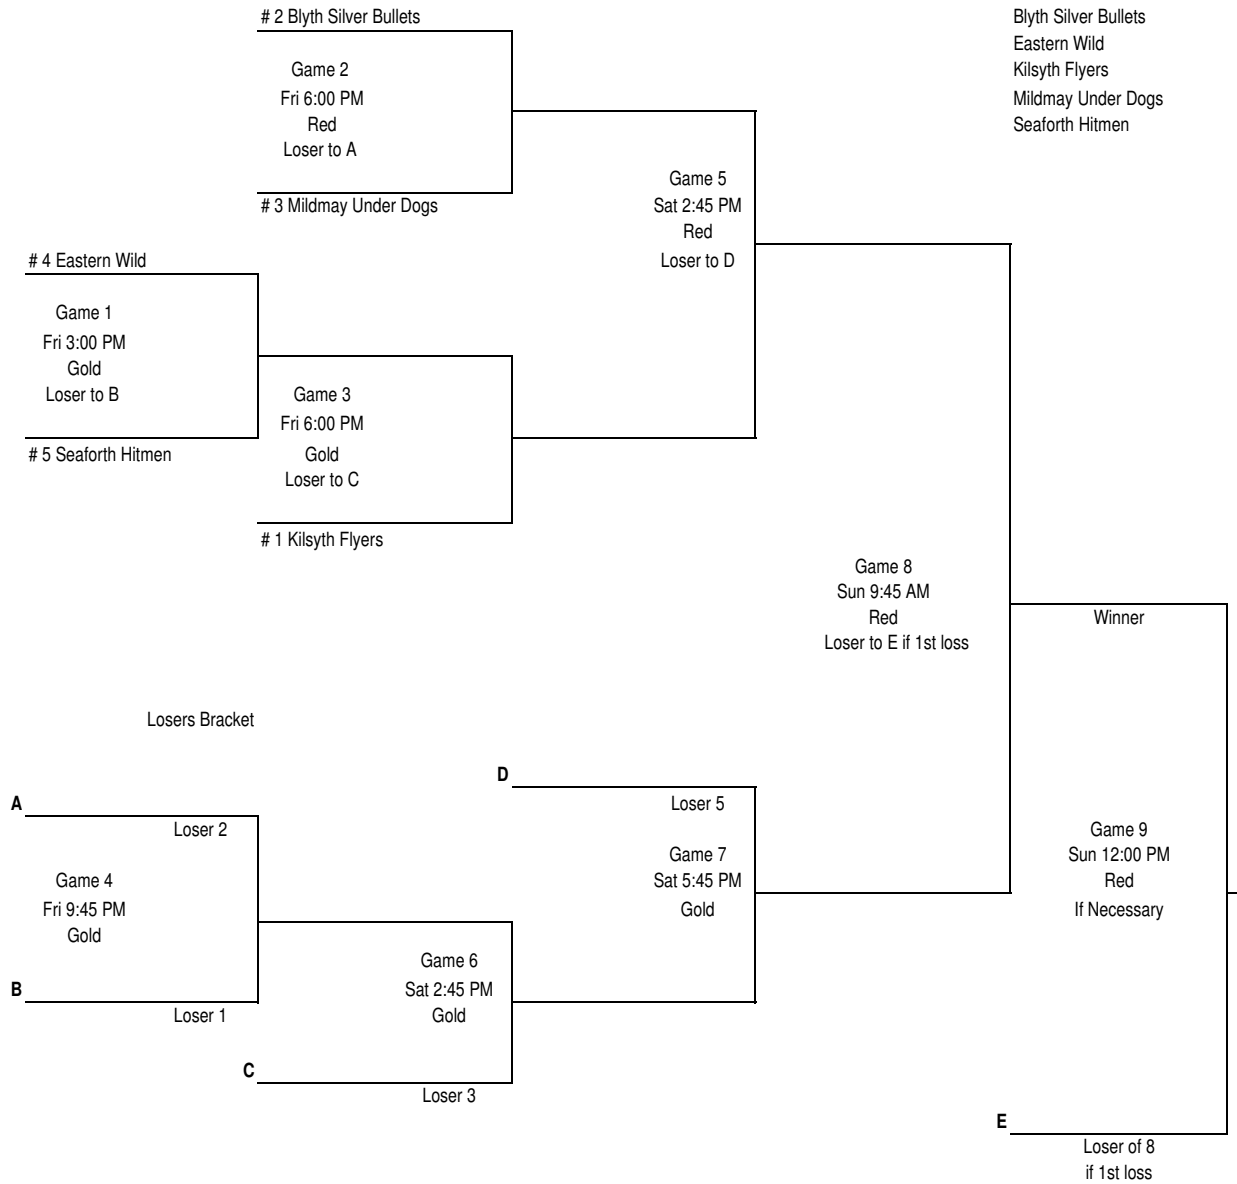 # 2 Blyth Silver Bullets
Game 2
Fri 6:00 PM
Red
Loser to A
# 3 Mildmay Under Dogs
Blyth Silver Bullets
Eastern Wild
Kilsyth Flyers
Mildmay Under Dogs
Seaforth Hitmen
Game 5
Sat 2:45 PM
Red
Loser to D
# 4 Eastern Wild
Game 1
Fri 3:00 PM
Gold
Loser to B
# 5 Seaforth Hitmen
Game 3
Fri 6:00 PM
Gold
Loser to C
# 1 Kilsyth Flyers
Game 8
Sun 9:45 AM
Red
Loser to E if 1st loss
Winner
Losers Bracket
A
Loser 2
Game 4
Fri 9:45 PM
Gold
B
Loser 1
D
Loser 5
Game 7
Sat 5:45 PM
Gold
Game 6
Sat 2:45 PM
Gold
C
Loser 3
Game 9
Sun 12:00 PM
Red
If Necessary
E
Loser of 8
if 1st loss